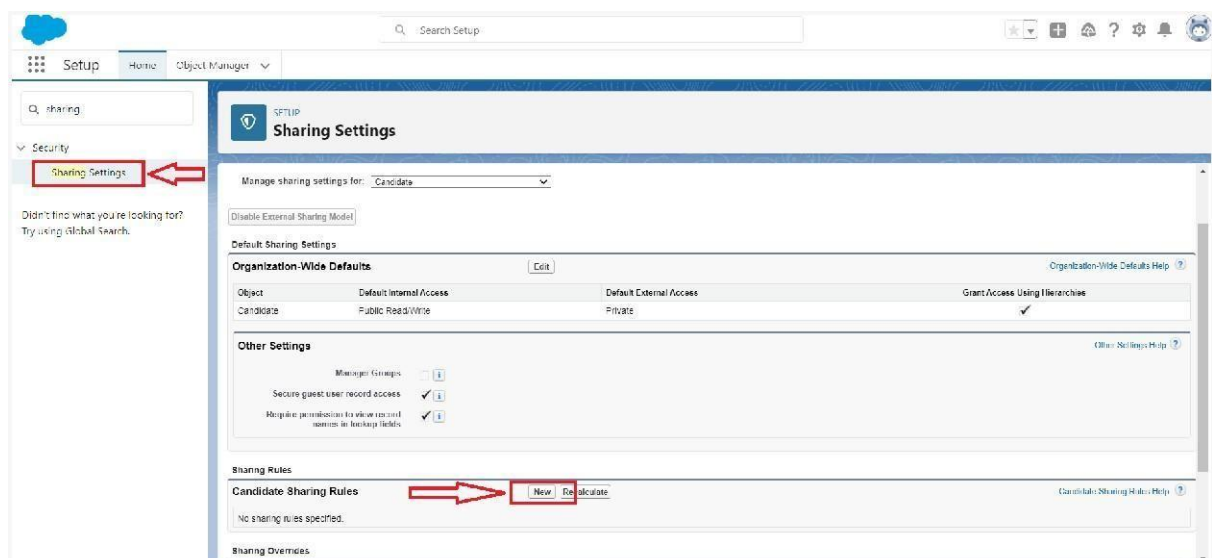 Search Setup
Setup Home Object Manager
sharing
SETUP
Sharing Settings
Security
Sharing Settings
Didn't find what you're looking for?
Try using Global Search.
Manage sharing settings for: Candidate
Disable External Sharing Model
Default Sharing Settings
Organization-Wide Defaults Edit Organization-Wide Defaults Help ?
Object Default Internal Access Default External Access Grant Access Using Hierarchies
Candidate Public Read/Write Private
Other Settings Other Settings Help ?
Manager Groups i
Secure guest user record access i
Require permission to view record i
names in lookup fields
Sharing Rules
Candidate Sharing Rules New Recalculate Candidate Sharing Rules Help ?
No sharing rules specified.
Sharing Overrides